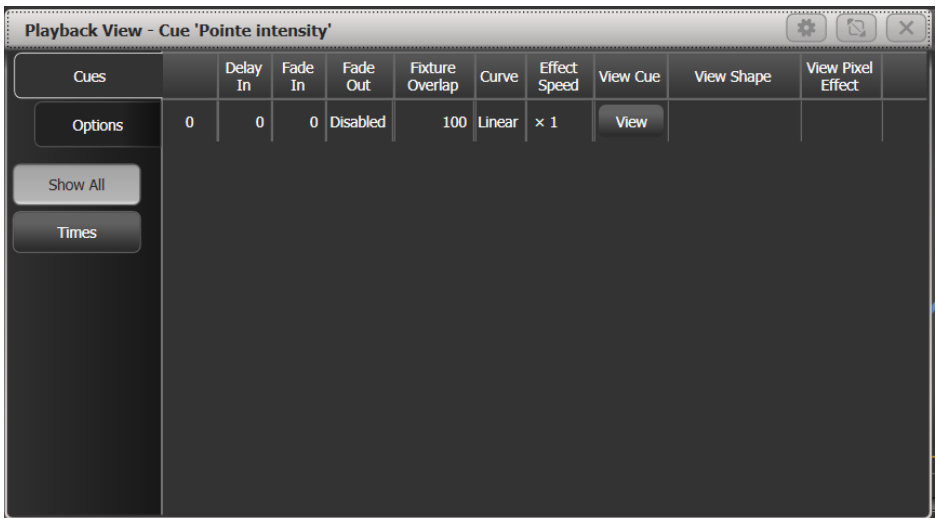 Playback View - Cue 'Pointe intensity'
Cues
Options
Show All
Times
Delay In Fade In Fade Out Fixture Overlap Curve Effect Speed View Cue View Shape View Pixel Effect
0 0 0 Disabled 100 Linear × 1 View